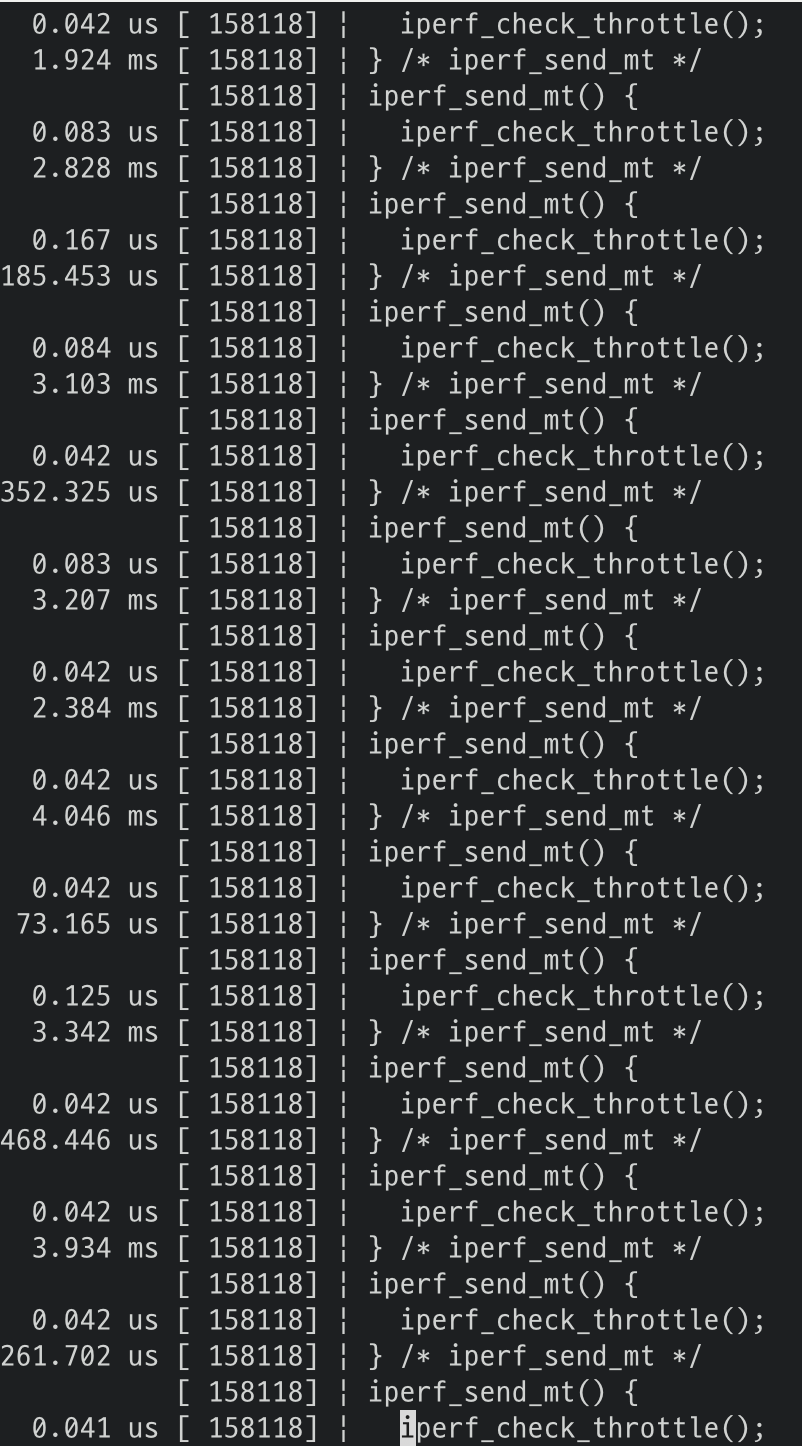 0.042 us [ 158118] ¦   iperf_check_throttle();
  1.924 ms [ 158118] ¦ } /* iperf_send_mt */
           [ 158118] ¦ iperf_send_mt() {
  0.083 us [ 158118] ¦   iperf_check_throttle();
  2.828 ms [ 158118] ¦ } /* iperf_send_mt */
           [ 158118] ¦ iperf_send_mt() {
  0.167 us [ 158118] ¦   iperf_check_throttle();
185.453 us [ 158118] ¦ } /* iperf_send_mt */
           [ 158118] ¦ iperf_send_mt() {
  0.084 us [ 158118] ¦   iperf_check_throttle();
  3.103 ms [ 158118] ¦ } /* iperf_send_mt */
           [ 158118] ¦ iperf_send_mt() {
  0.042 us [ 158118] ¦   iperf_check_throttle();
352.325 us [ 158118] ¦ } /* iperf_send_mt */
           [ 158118] ¦ iperf_send_mt() {
  0.083 us [ 158118] ¦   iperf_check_throttle();
  3.207 ms [ 158118] ¦ } /* iperf_send_mt */
           [ 158118] ¦ iperf_send_mt() {
  0.042 us [ 158118] ¦   iperf_check_throttle();
  2.384 ms [ 158118] ¦ } /* iperf_send_mt */
           [ 158118] ¦ iperf_send_mt() {
  0.042 us [ 158118] ¦   iperf_check_throttle();
  4.046 ms [ 158118] ¦ } /* iperf_send_mt */
           [ 158118] ¦ iperf_send_mt() {
  0.042 us [ 158118] ¦   iperf_check_throttle();
 73.165 us [ 158118] ¦ } /* iperf_send_mt */
           [ 158118] ¦ iperf_send_mt() {
  0.125 us [ 158118] ¦   iperf_check_throttle();
  3.342 ms [ 158118] ¦ } /* iperf_send_mt */
           [ 158118] ¦ iperf_send_mt() {
  0.042 us [ 158118] ¦   iperf_check_throttle();
468.446 us [ 158118] ¦ } /* iperf_send_mt */
           [ 158118] ¦ iperf_send_mt() {
  0.042 us [ 158118] ¦   iperf_check_throttle();
  3.934 ms [ 158118] ¦ } /* iperf_send_mt */
           [ 158118] ¦ iperf_send_mt() {
  0.042 us [ 158118] ¦   iperf_check_throttle();
261.702 us [ 158118] ¦ } /* iperf_send_mt */
           [ 158118] ¦ iperf_send_mt() {
  0.041 us [ 158118] ¦   iperf_check_throttle();